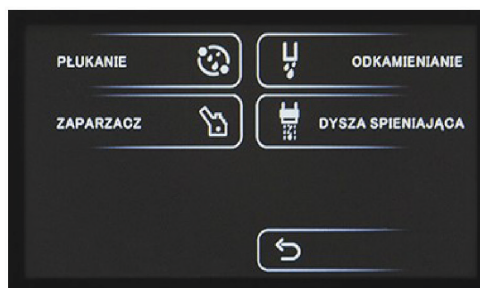 PŁUKANIE
ODKAMIENIANIE
ZAPARZACZ
DYSZA SPIENIAJĄCA